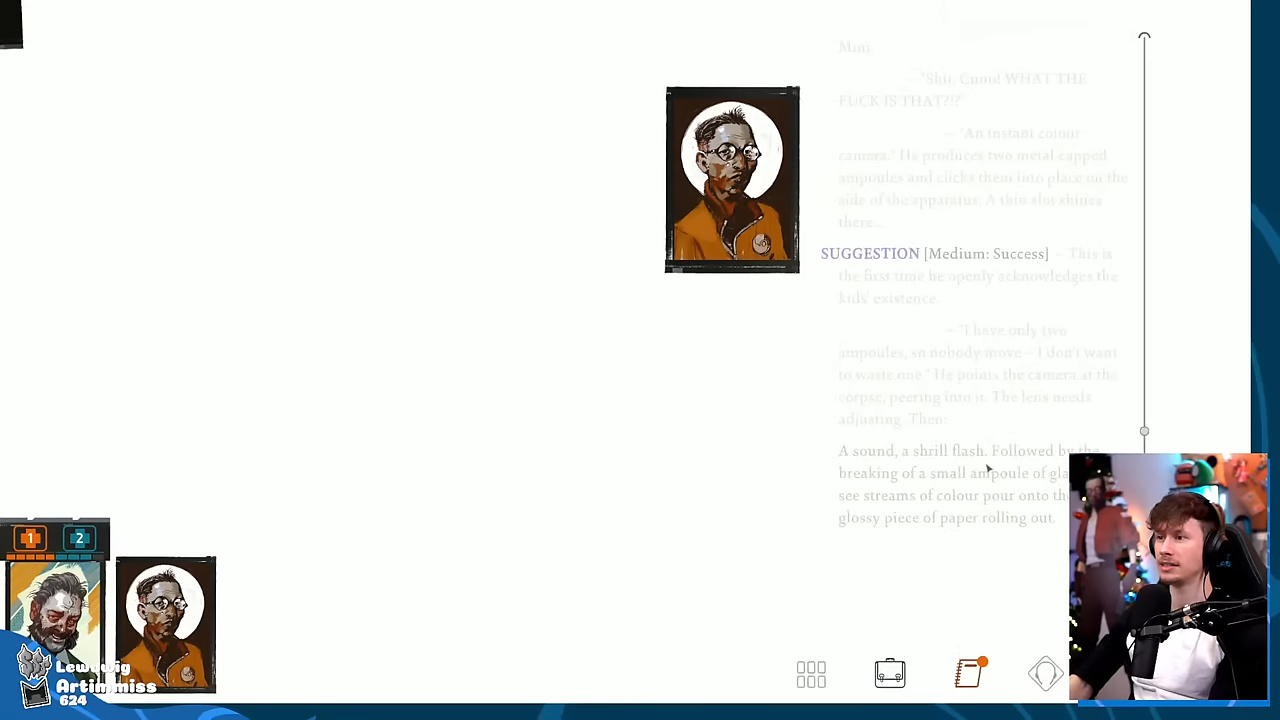 Mini
– "Shit, Cuno! WHAT THE
FUCK IS THAT?!?"
– "An instant colour
camera." He produces two metal-capped
ampoules and clicks them into place on the
side of the apparatus. A thin slot shines
there...
SUGGESTION [Medium: Success] – This is
the first time he openly acknowledges the
kids' existence.
– "I have only two
ampoules, so nobody move – I don't want
to waste one." He points the camera at the
corpse, peering into it. The lens needs
adjusting. Then:
A sound, a shrill flash. Followed by the
breaking of a small ampoule of
see streams of colour pour onto
glossy piece of paper rolling out.
1
2
Lewdwig
Artin miss
624